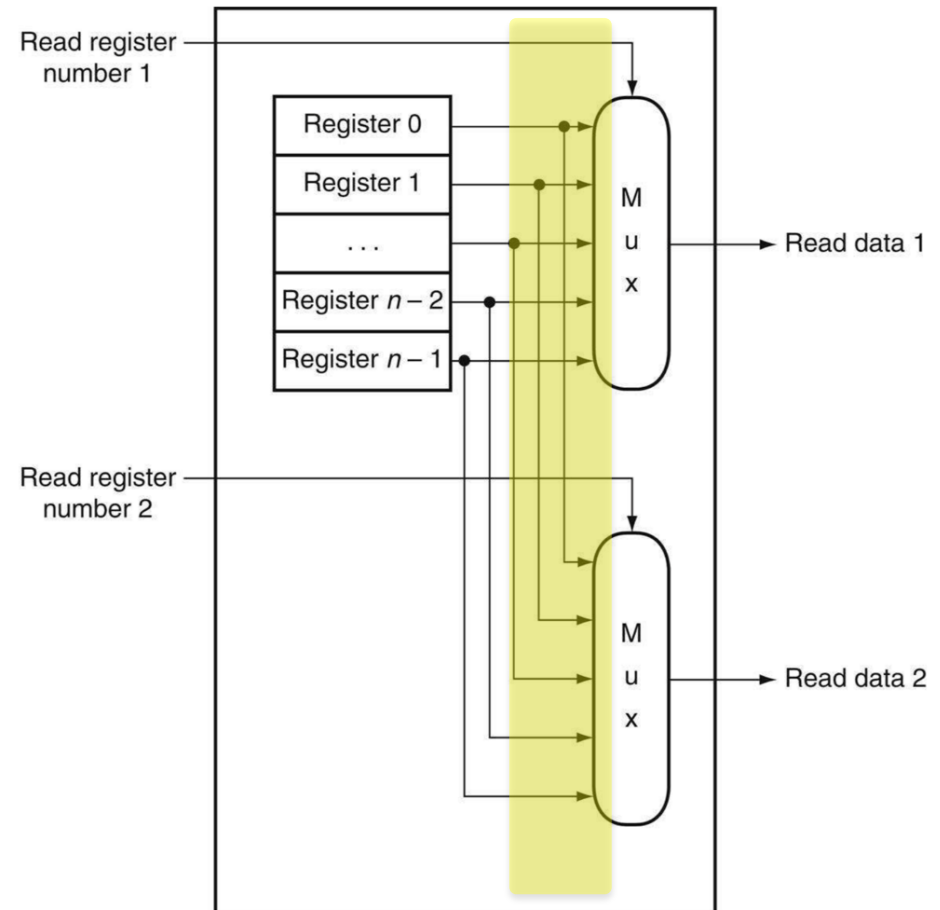 Read register
number 1
Register 0
Register 1
. . .
Register n – 2
Register n – 1
M
u
x
Read data 1
Read register
number 2
M
u
x
Read data 2